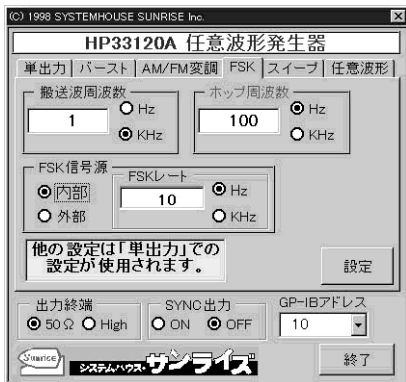 (C) 1998 SYSTEMHOUSE SUNRISE Inc.
HP33120A 任意波形発生器
単出力 バースト AM/FM変調 FSK スイープ 任意波形
搬送波周波数 ホップ周波数
1 Hz KHz 100 Hz KHz
FSK信号源 FSKレート
内部 外部 10 Hz KHz
他の設定は「単出力」での
設定が使用されます。
設定
出力終端 SYNC出力 GP-IBアドレス
50Ω High ON OFF 10
Sunrise システムハウス・サンライズ 終了